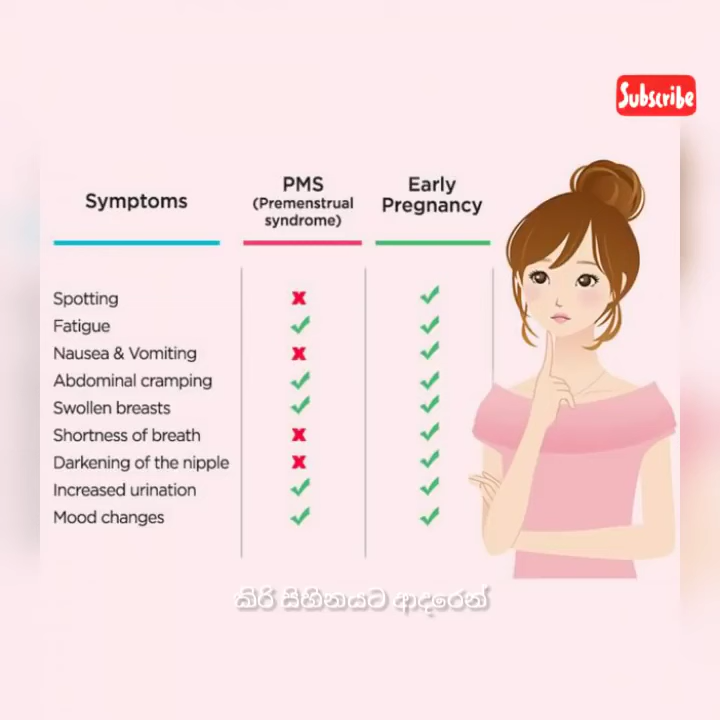 Subscribe
Symptoms
PMS
(Premenstrual
syndrome)
Early
Pregnancy
Spotting
Fatigue
Nausea & Vomiting
Abdominal cramping
Swollen breasts
Shortness of breath
Darkening of the nipple
Increased urination
Mood changes
කිරි සිහිනයට ආදරෙන්